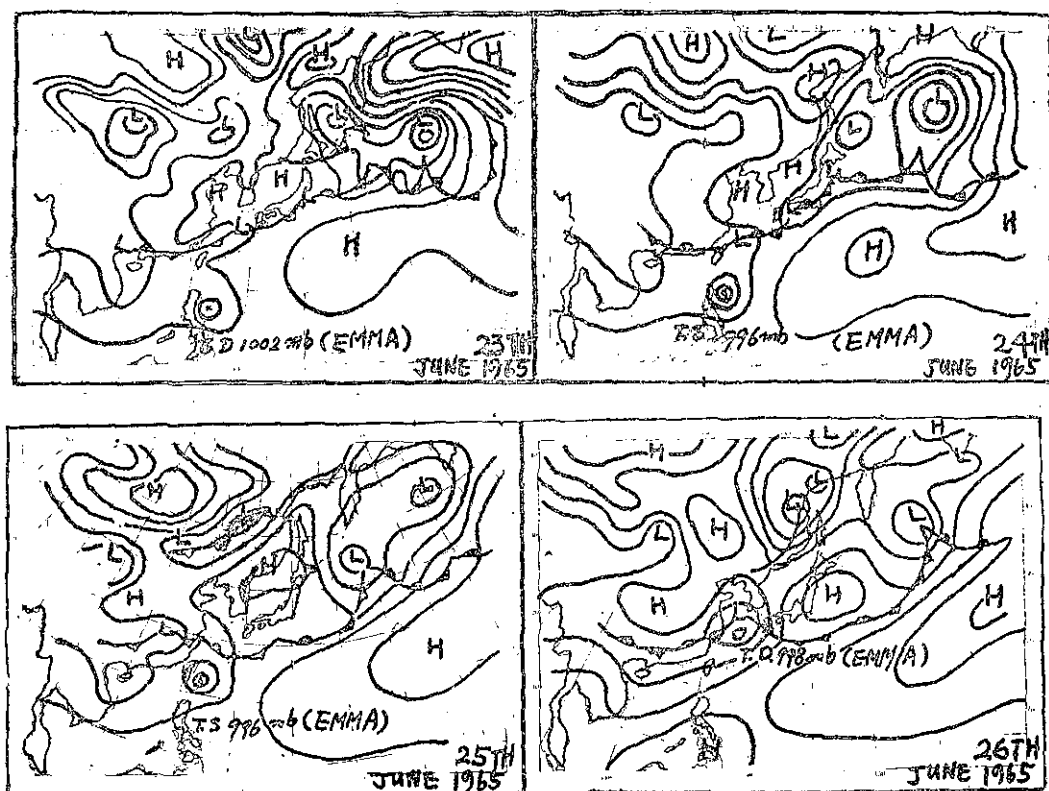 H L H H
L L L L
H H
L
H
T.D 1002 mb (EMMA) 23TH
JUNE 1965
H L H
H L
L L
H H
L H
L H
T.S 996 mb (EMMA) 24TH
JUNE 1965
H L
L L
L H
H
H
T.S 996 mb (EMMA) 25TH
JUNE 1965
L H
H L
L H L L
H H H
T.D. 998 mb (EMMA)
26TH
JUNE 1965